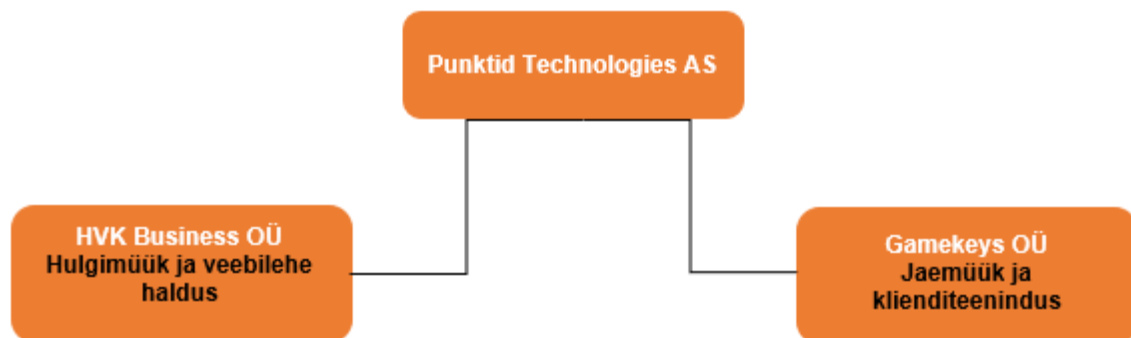 Punktid Technologies AS
HVK Business OÜ
Hulgimüük ja veebilehe
haldus
Gamekeys OÜ
Jaemüük ja
klienditeenindus